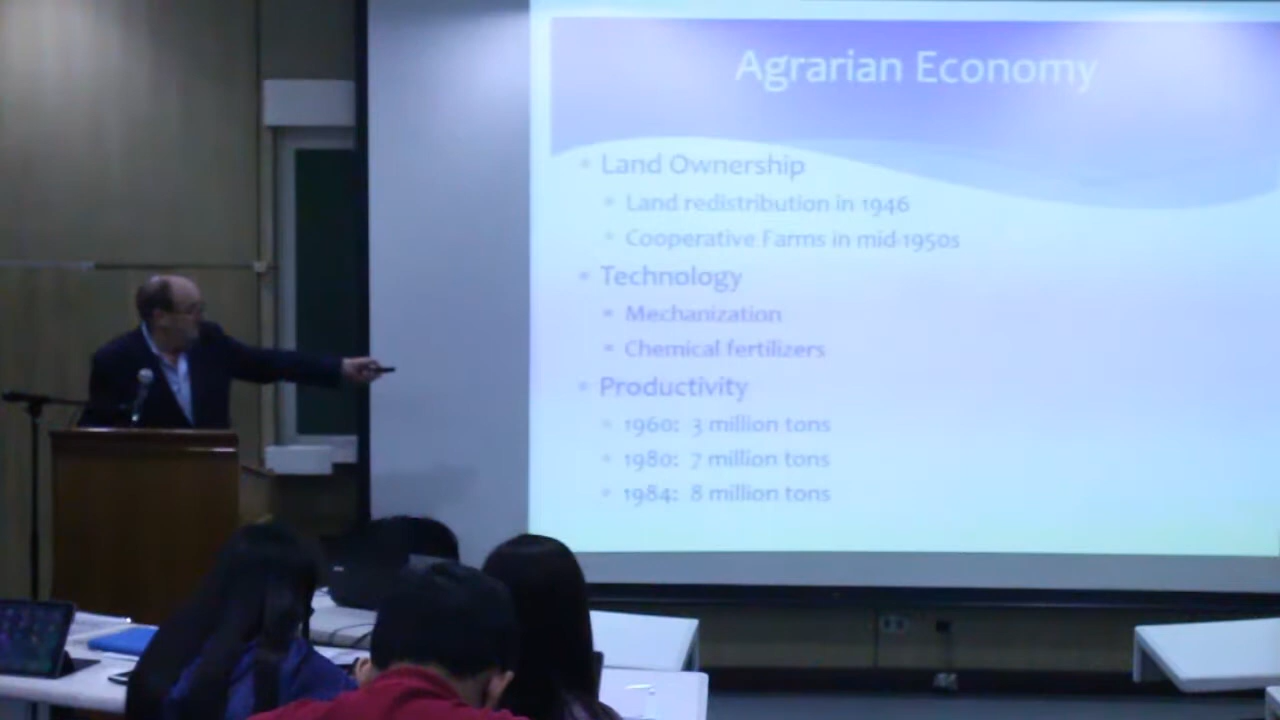 Agrarian Economy
Land Ownership
Land redistribution in 1946
Cooperative Farms in mid-1950s
Technology
Mechanization
Chemical fertilizers
Productivity
1960: 3 million tons
1980: 7 million tons
1984: 8 million tons